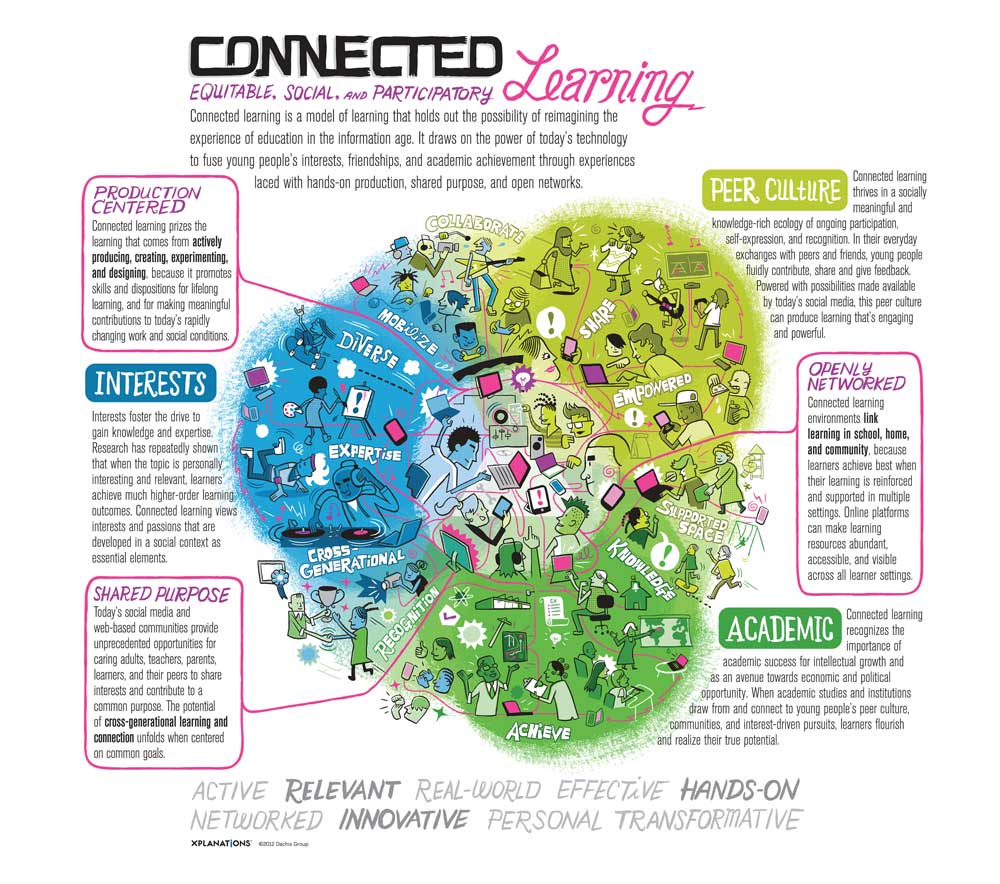 CONNECTED Learning
EQUITABLE, SOCIAL, AND PARTICIPATORY
Connected learning is a model of learning that holds out the possibility of reimagining the
experience of education in the information age. It draws on the power of today's technology
to fuse young people's interests, friendships, and academic achievement through experiences
laced with hands-on production, shared purpose, and open networks.
PRODUCTION
CENTERED
Connected learning prizes the
learning that comes from actively
producing, creating, experimenting,
and designing, because it promotes
skills and dispositions for lifelong
learning, and for making meaningful
contributions to today's rapidly
changing work and social conditions.
INTERESTS
Interests foster the drive to
gain knowledge and expertise.
Research has repeatedly shown
that when the topic is personally
interesting and relevant, learners
achieve much higher-order learning
outcomes. Connected learning views
interests and passions that are
developed in a social context as
essential elements.
SHARED PURPOSE
Today's social media and
web-based communities provide
unprecedented opportunities for
caring adults, teachers, parents,
learners, and their peers to share
interests and contribute to a
common purpose. The potential
of cross-generational learning and
connection unfolds when centered
on common goals.
COLLABORATE
MOBILIZE
DIVERSE
SHARE
EMPOWERED
EXPERTISE
CROSS-
GENERATIONAL
SUPPORTED
SPACE
KNOWLEDGE
RECOGNITION
ACHIEVE
PEER CULTURE
Connected learning
thrives in a socially
meaningful and
knowledge-rich ecology of ongoing participation,
self-expression, and recognition. In their everyday
exchanges with peers and friends, young people
fluidly contribute, share and give feedback.
Powered with possibilities made available
by today's social media, this peer culture
can produce learning that's engaging
and powerful.
OPENLY
NETWORKED
Connected learning
environments link
learning in school, home,
and community, because
learners achieve best when
their learning is reinforced
and supported in multiple
settings. Online platforms
can make learning
resources abundant,
accessible, and visible
across all learner settings.
ACADEMIC
Connected learning
recognizes the
importance of
academic success for intellectual growth and
as an avenue towards economic and political
opportunity. When academic studies and institutions
draw from and connect to young people's peer culture,
communities, and interest-driven pursuits, learners flourish
and realize their true potential.
ACTIVE RELEVANT REAL-WORLD EFFECTIVE HANDS-ON
NETWORKED INNOVATIVE PERSONAL TRANSFORMATIVE
XPLANATIONS ©2012 Dachis Group